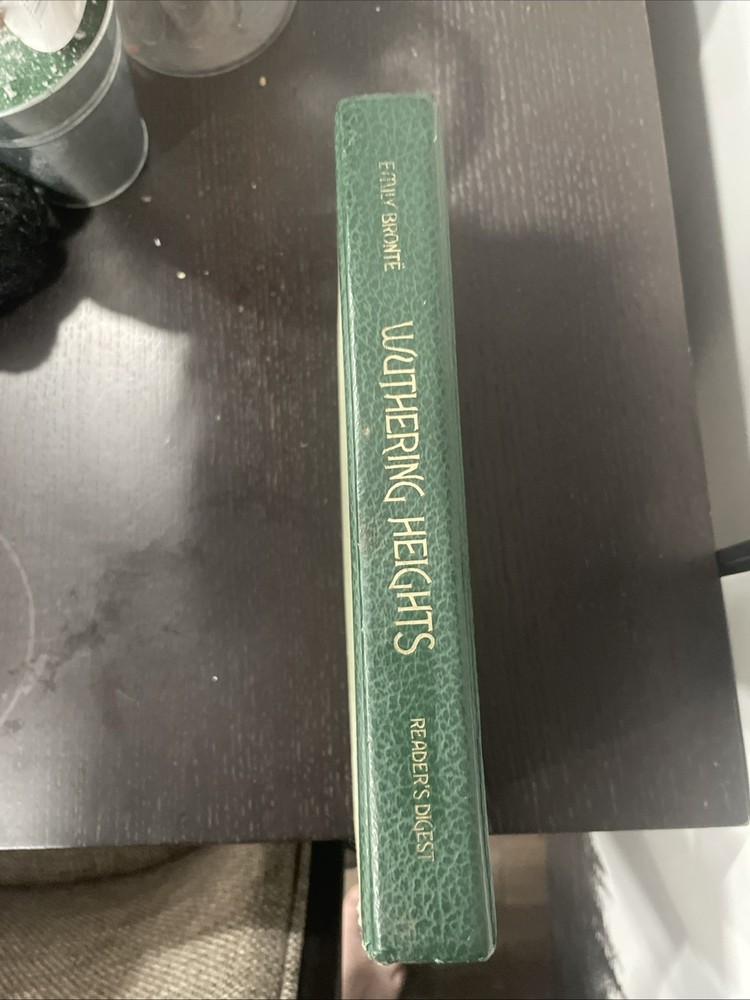 EMILY BRONTË
WUTHERING HEIGHTS
READER'S DIGEST